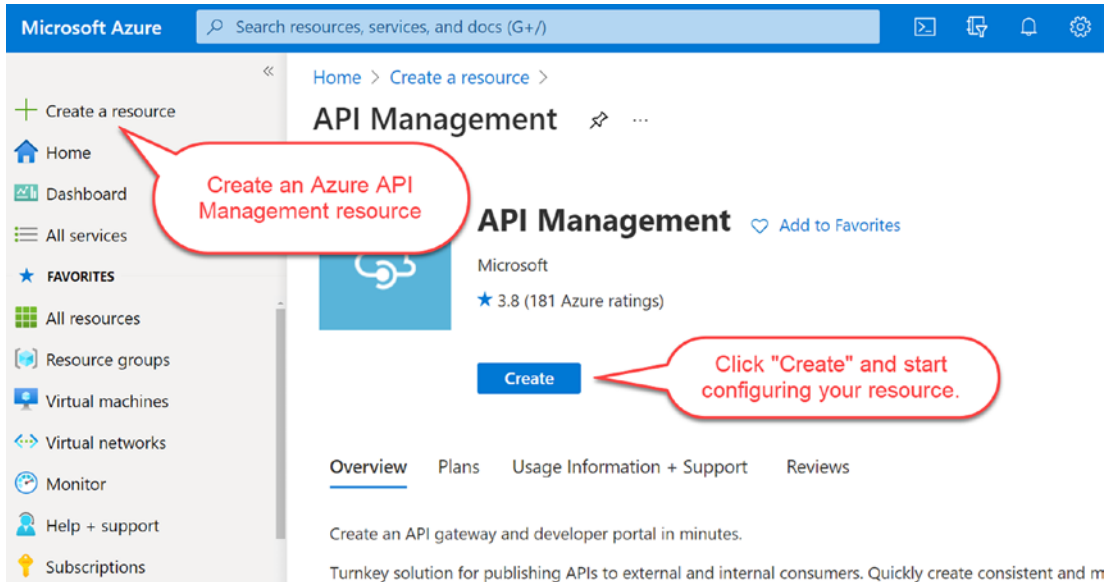 Microsoft Azure
Search resources, services, and docs (G+/)
«
Create a resource
Home
Dashboard
All services
FAVORITES
All resources
Resource groups
Virtual machines
Virtual networks
Monitor
Help + support
Subscriptions
Home > Create a resource >
API Management ...
Create an Azure API
Management resource
API Management
Add to Favorites
Microsoft
3.8 (181 Azure ratings)
Create
Click "Create" and start
configuring your resource.
Overview Plans Usage Information + Support Reviews
Create an API gateway and developer portal in minutes.
Turnkey solution for publishing APIs to external and internal consumers. Quickly create consistent and m